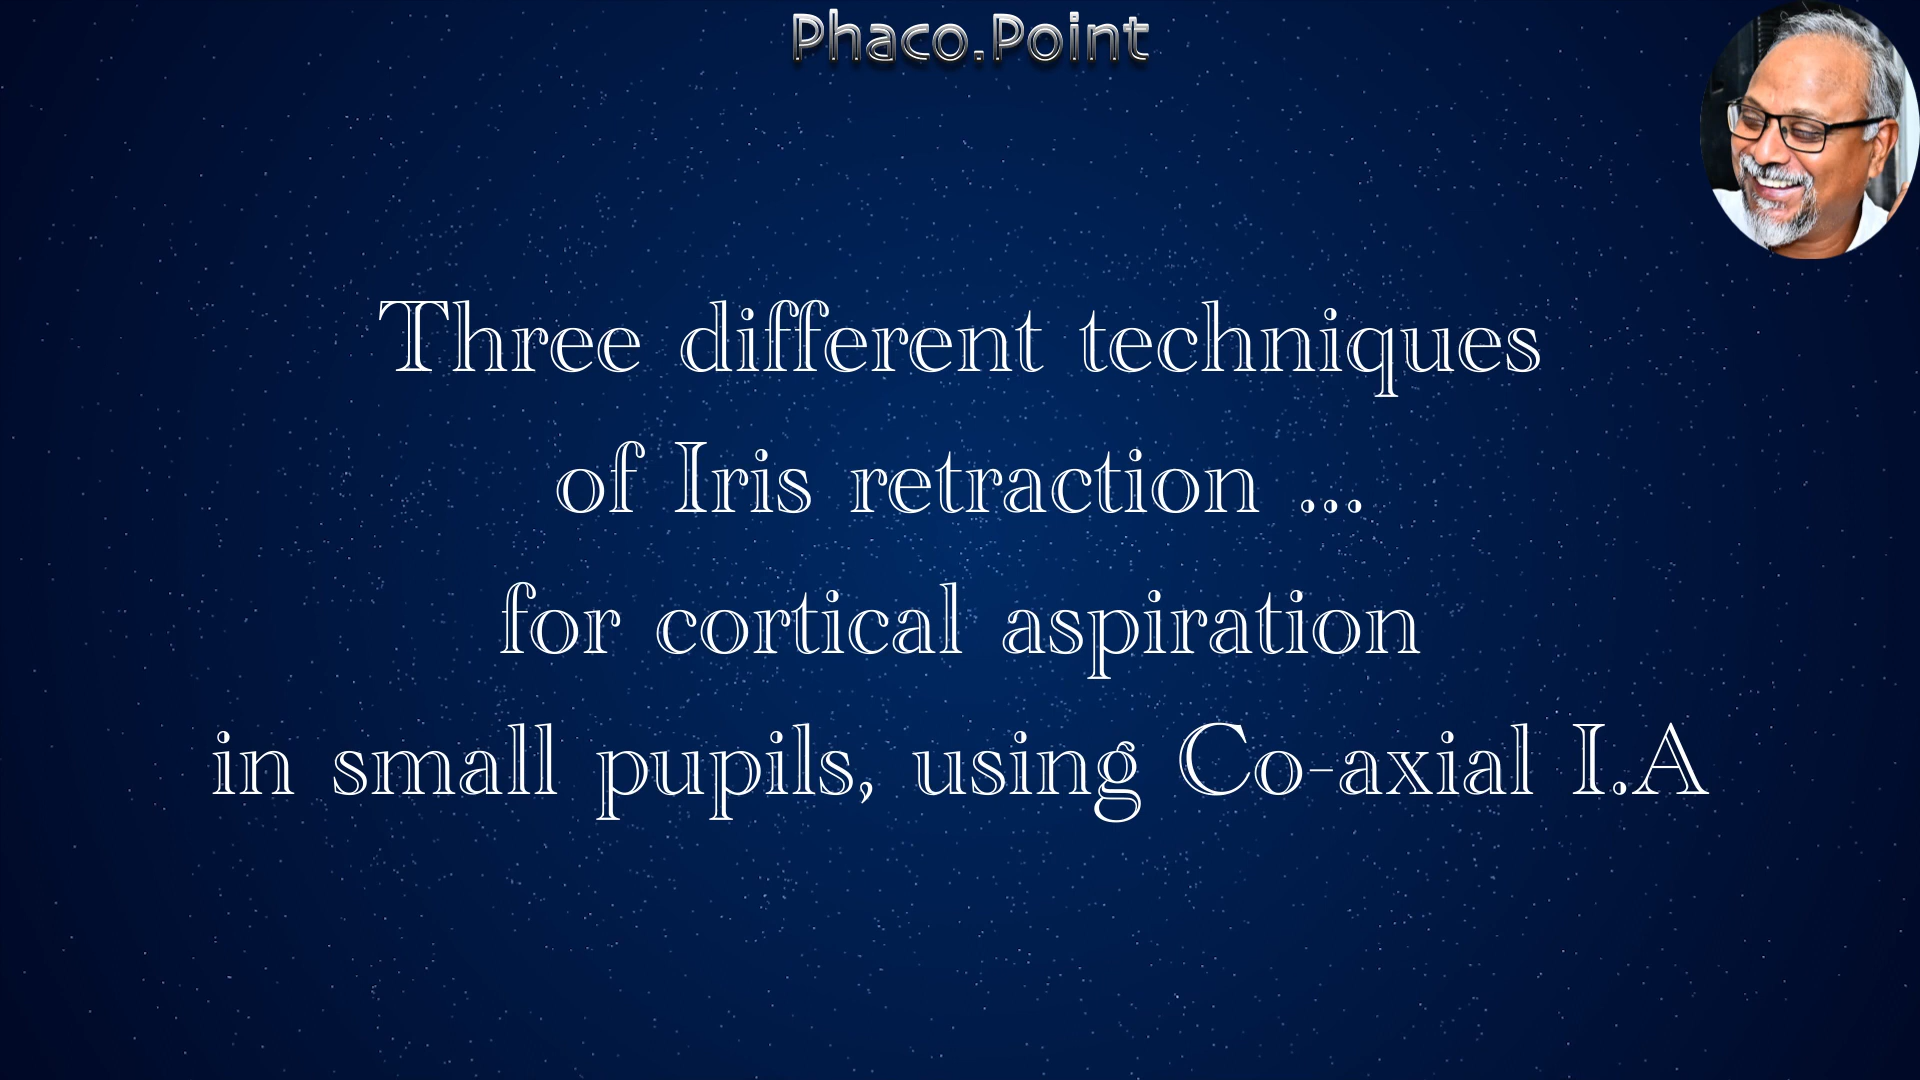 Phaco.Point
Three different techniques
of Iris retraction ...
for cortical aspiration
in small pupils, using Co-axial I.A